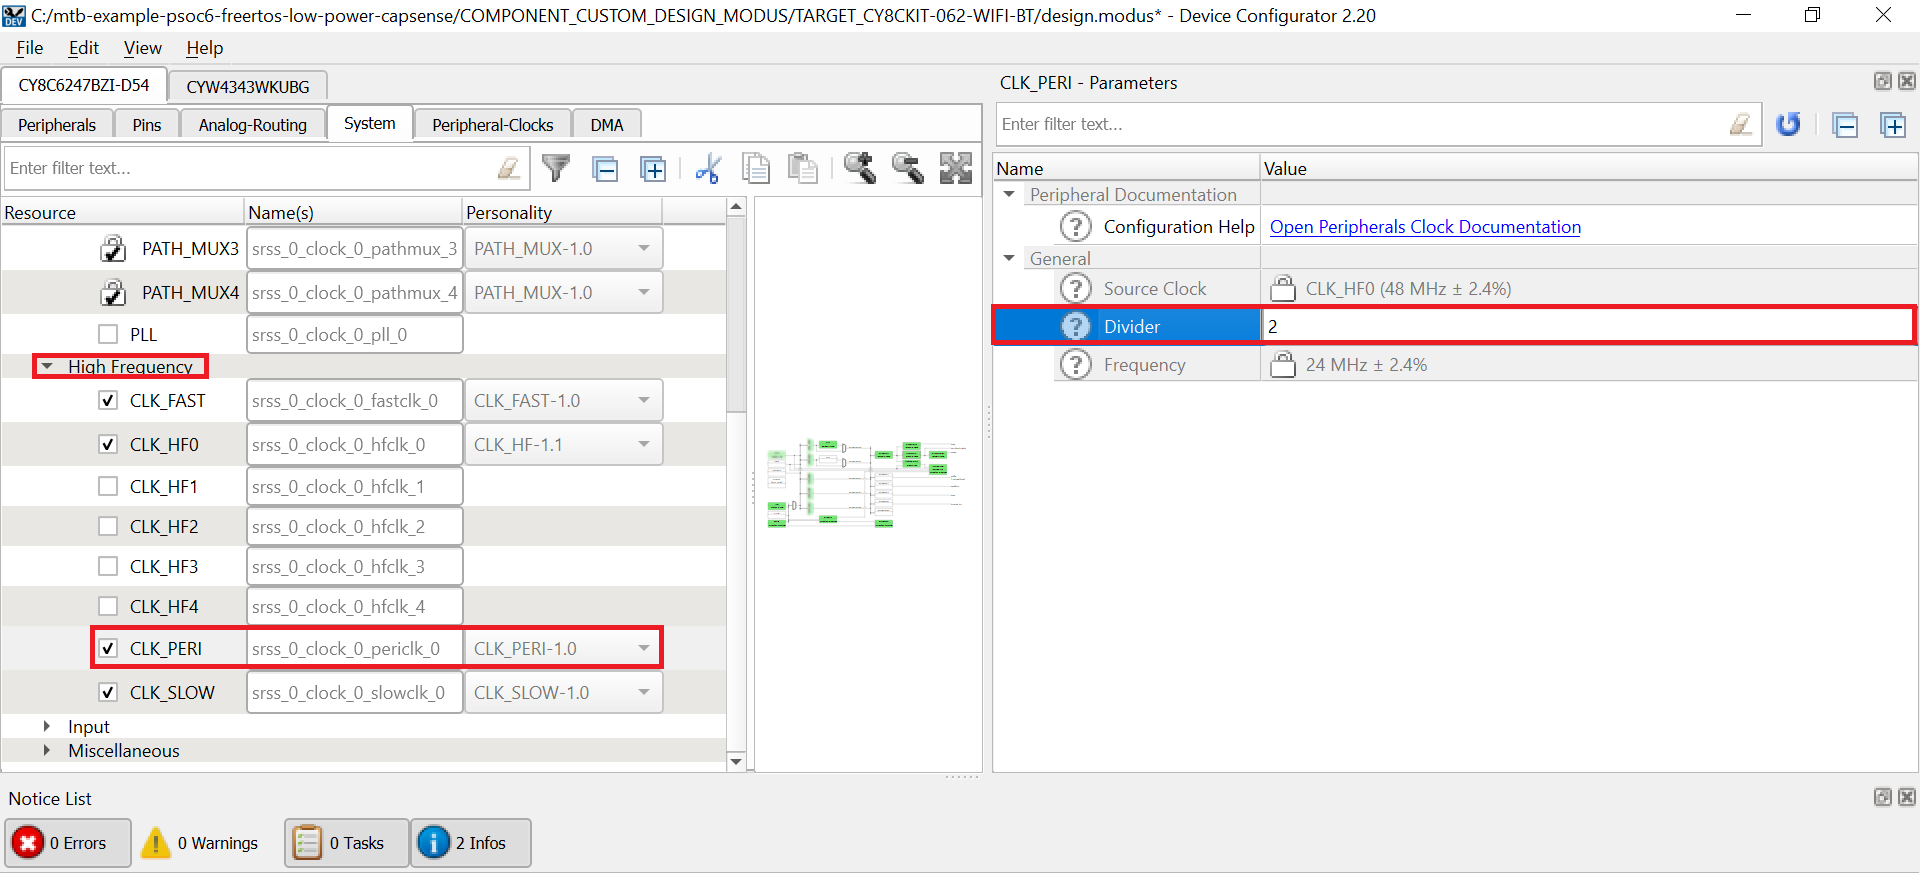 C:/mtb-example-psoc6-freertos-low-power-capsense/COMPONENT_CUSTOM_DESIGN_MODUS/TARGET_CY8CKIT-062-WIFI-BT/design.modus* - Device Configurator 2.20
File Edit View Help
CY8C6247BZI-D54 CYW4343WKUBG
Peripherals Pins Analog-Routing System Peripheral-Clocks DMA
Enter filter text...
Resource Name(s) Personality
PATH_MUX3 srss_0_clock_0_pathmux_3 PATH_MUX-1.0
PATH_MUX4 srss_0_clock_0_pathmux_4 PATH_MUX-1.0
PLL srss_0_clock_0_pll_0
High Frequency
CLK_FAST srss_0_clock_0_fastclk_0 CLK_FAST-1.0
CLK_HF0 srss_0_clock_0_hfclk_0 CLK_HF-1.1
CLK_HF1 srss_0_clock_0_hfclk_1
CLK_HF2 srss_0_clock_0_hfclk_2
CLK_HF3 srss_0_clock_0_hfclk_3
CLK_HF4 srss_0_clock_0_hfclk_4
CLK_PERI srss_0_clock_0_periclk_0 CLK_PERI-1.0
CLK_SLOW srss_0_clock_0_slowclk_0 CLK_SLOW-1.0
Input
Miscellaneous
CLK_PERI - Parameters
Enter filter text...
Name Value
Peripheral Documentation
? Configuration Help Open Peripherals Clock Documentation
General
? Source Clock CLK_HF0 (48 MHz ± 2.4%)
? Divider 2
? Frequency 24 MHz ± 2.4%
Notice List
0 Errors 0 Warnings 0 Tasks 2 Infos